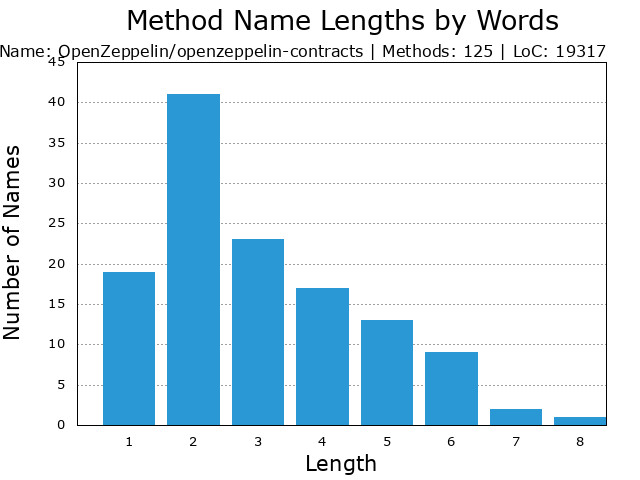 Method Name Lengths by Words
Name: OpenZeppelin/openzeppelin-contracts | Methods: 125 | LoC: 19317
Number of Names
45
40
35
30
25
20
15
10
5
0
1 2 3 4 5 6 7 8
Length